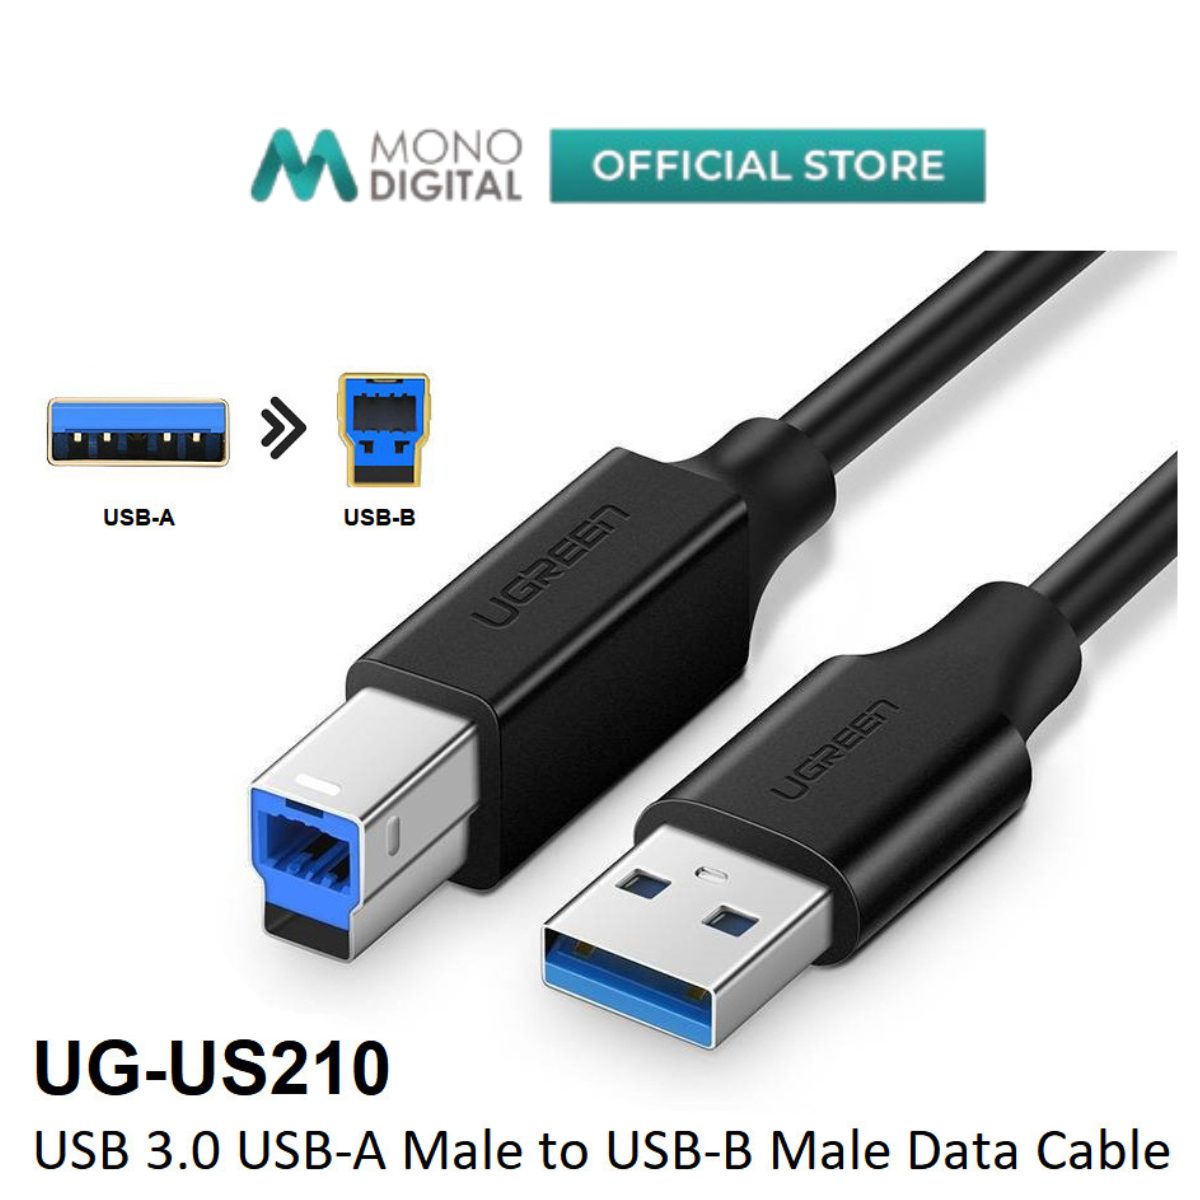 MONO
DIGITAL
OFFICIAL STORE
USB-A
USB-B
UGREEN
UGREEN
UG-US210
USB 3.0 USB-A Male to USB-B Male Data Cable